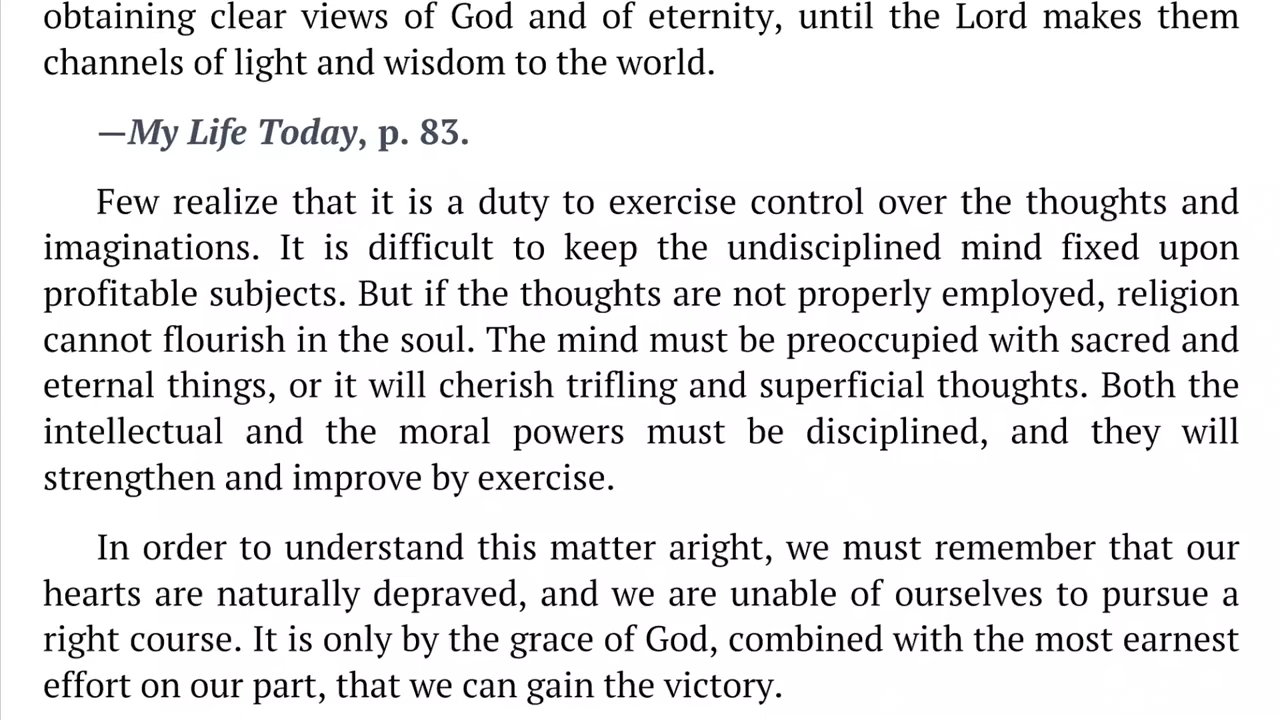 obtaining clear views of God and of eternity, until the Lord makes them
channels of light and wisdom to the world.
—My Life Today, p. 83.
Few realize that it is a duty to exercise control over the thoughts and
imaginations. It is difficult to keep the undisciplined mind fixed upon
profitable subjects. But if the thoughts are not properly employed, religion
cannot flourish in the soul. The mind must be preoccupied with sacred and
eternal things, or it will cherish trifling and superficial thoughts. Both the
intellectual and the moral powers must be disciplined, and they will
strengthen and improve by exercise.
In order to understand this matter aright, we must remember that our
hearts are naturally depraved, and we are unable of ourselves to pursue a
right course. It is only by the grace of God, combined with the most earnest
effort on our part, that we can gain the victory.